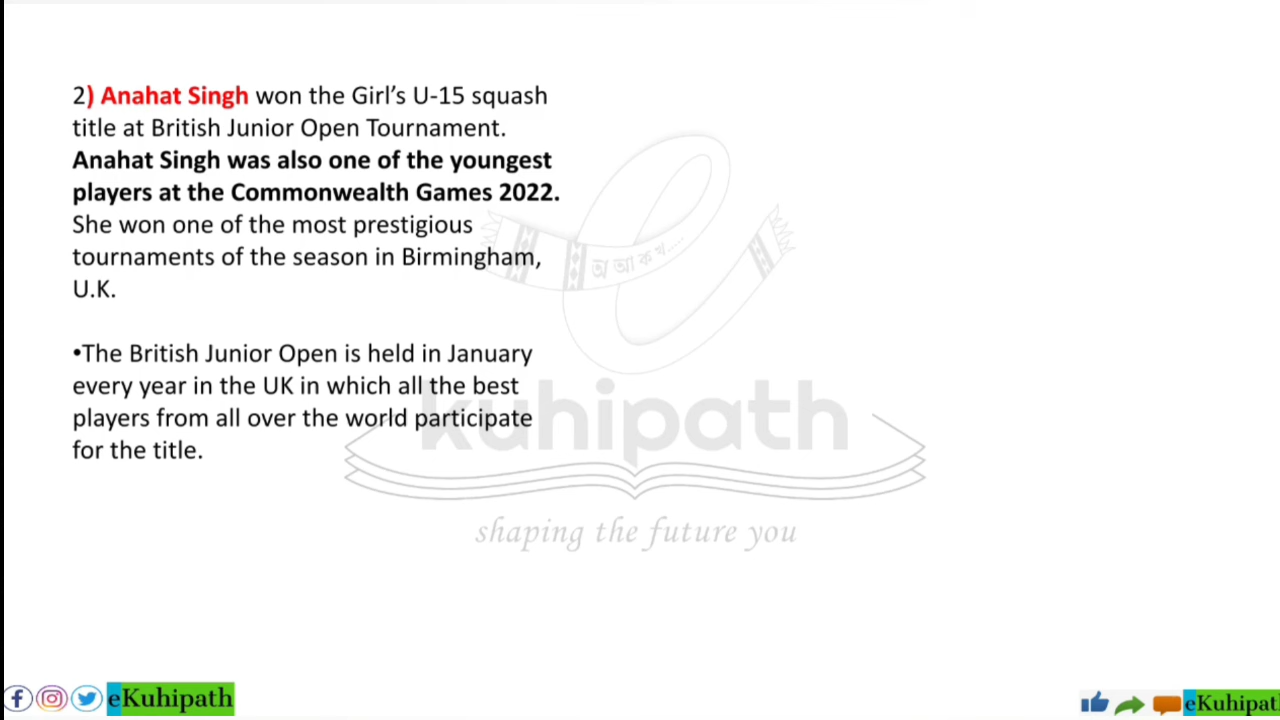 2) Anahat Singh won the Girl’s U-15 squash
title at British Junior Open Tournament.
Anahat Singh was also one of the youngest
players at the Commonwealth Games 2022.
She won one of the most prestigious
tournaments of the season in Birmingham,
U.K.
•The British Junior Open is held in January
every year in the UK in which all the best
players from all over the world participate
for the title.
অ আ ক খ.....
kuhipath
shaping the future you
eKuhipath
eKuhipat